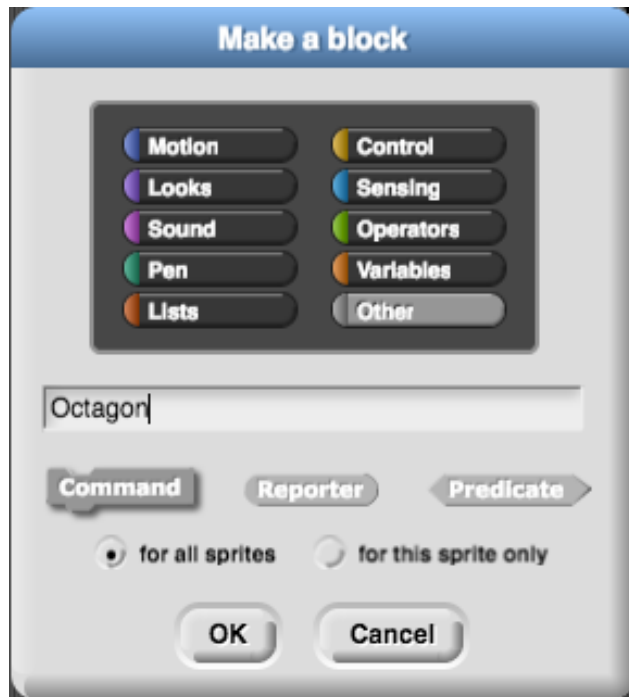 Make a block
Motion Control
Looks Sensing
Sound Operators
Pen Variables
Lists Other
Octagon
Command Reporter Predicate
for all sprites for this sprite only
OK Cancel